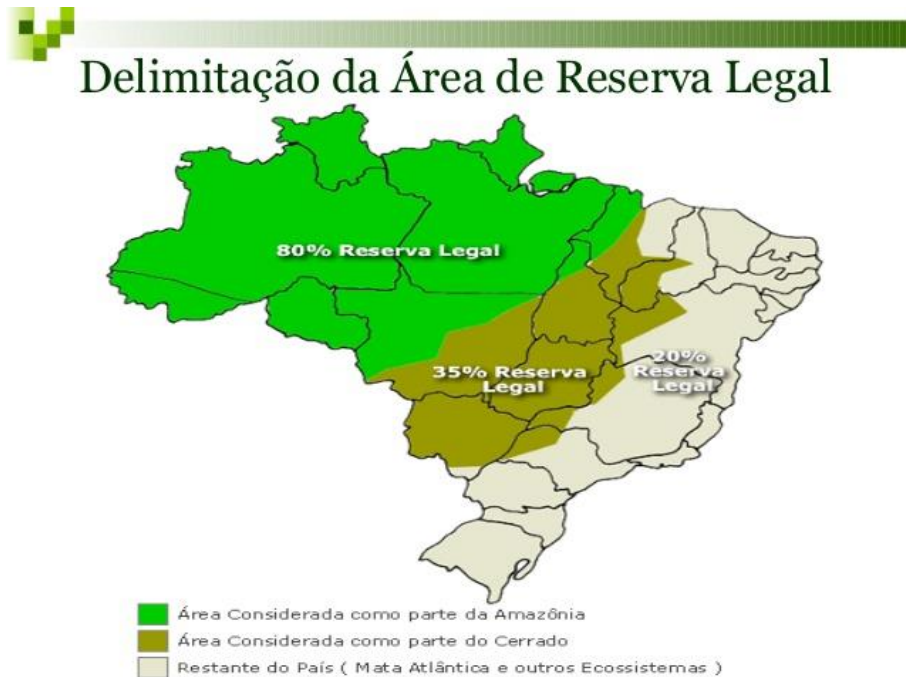 Delimitação da Área de Reserva Legal
80% Reserva Legal
35% Reserva
Legal
20%
Reserva
Legal
Área Considerada como parte da Amazônia
Área Considerada como parte do Cerrado
Restante do País ( Mata Atlântica e outros Ecossistemas )